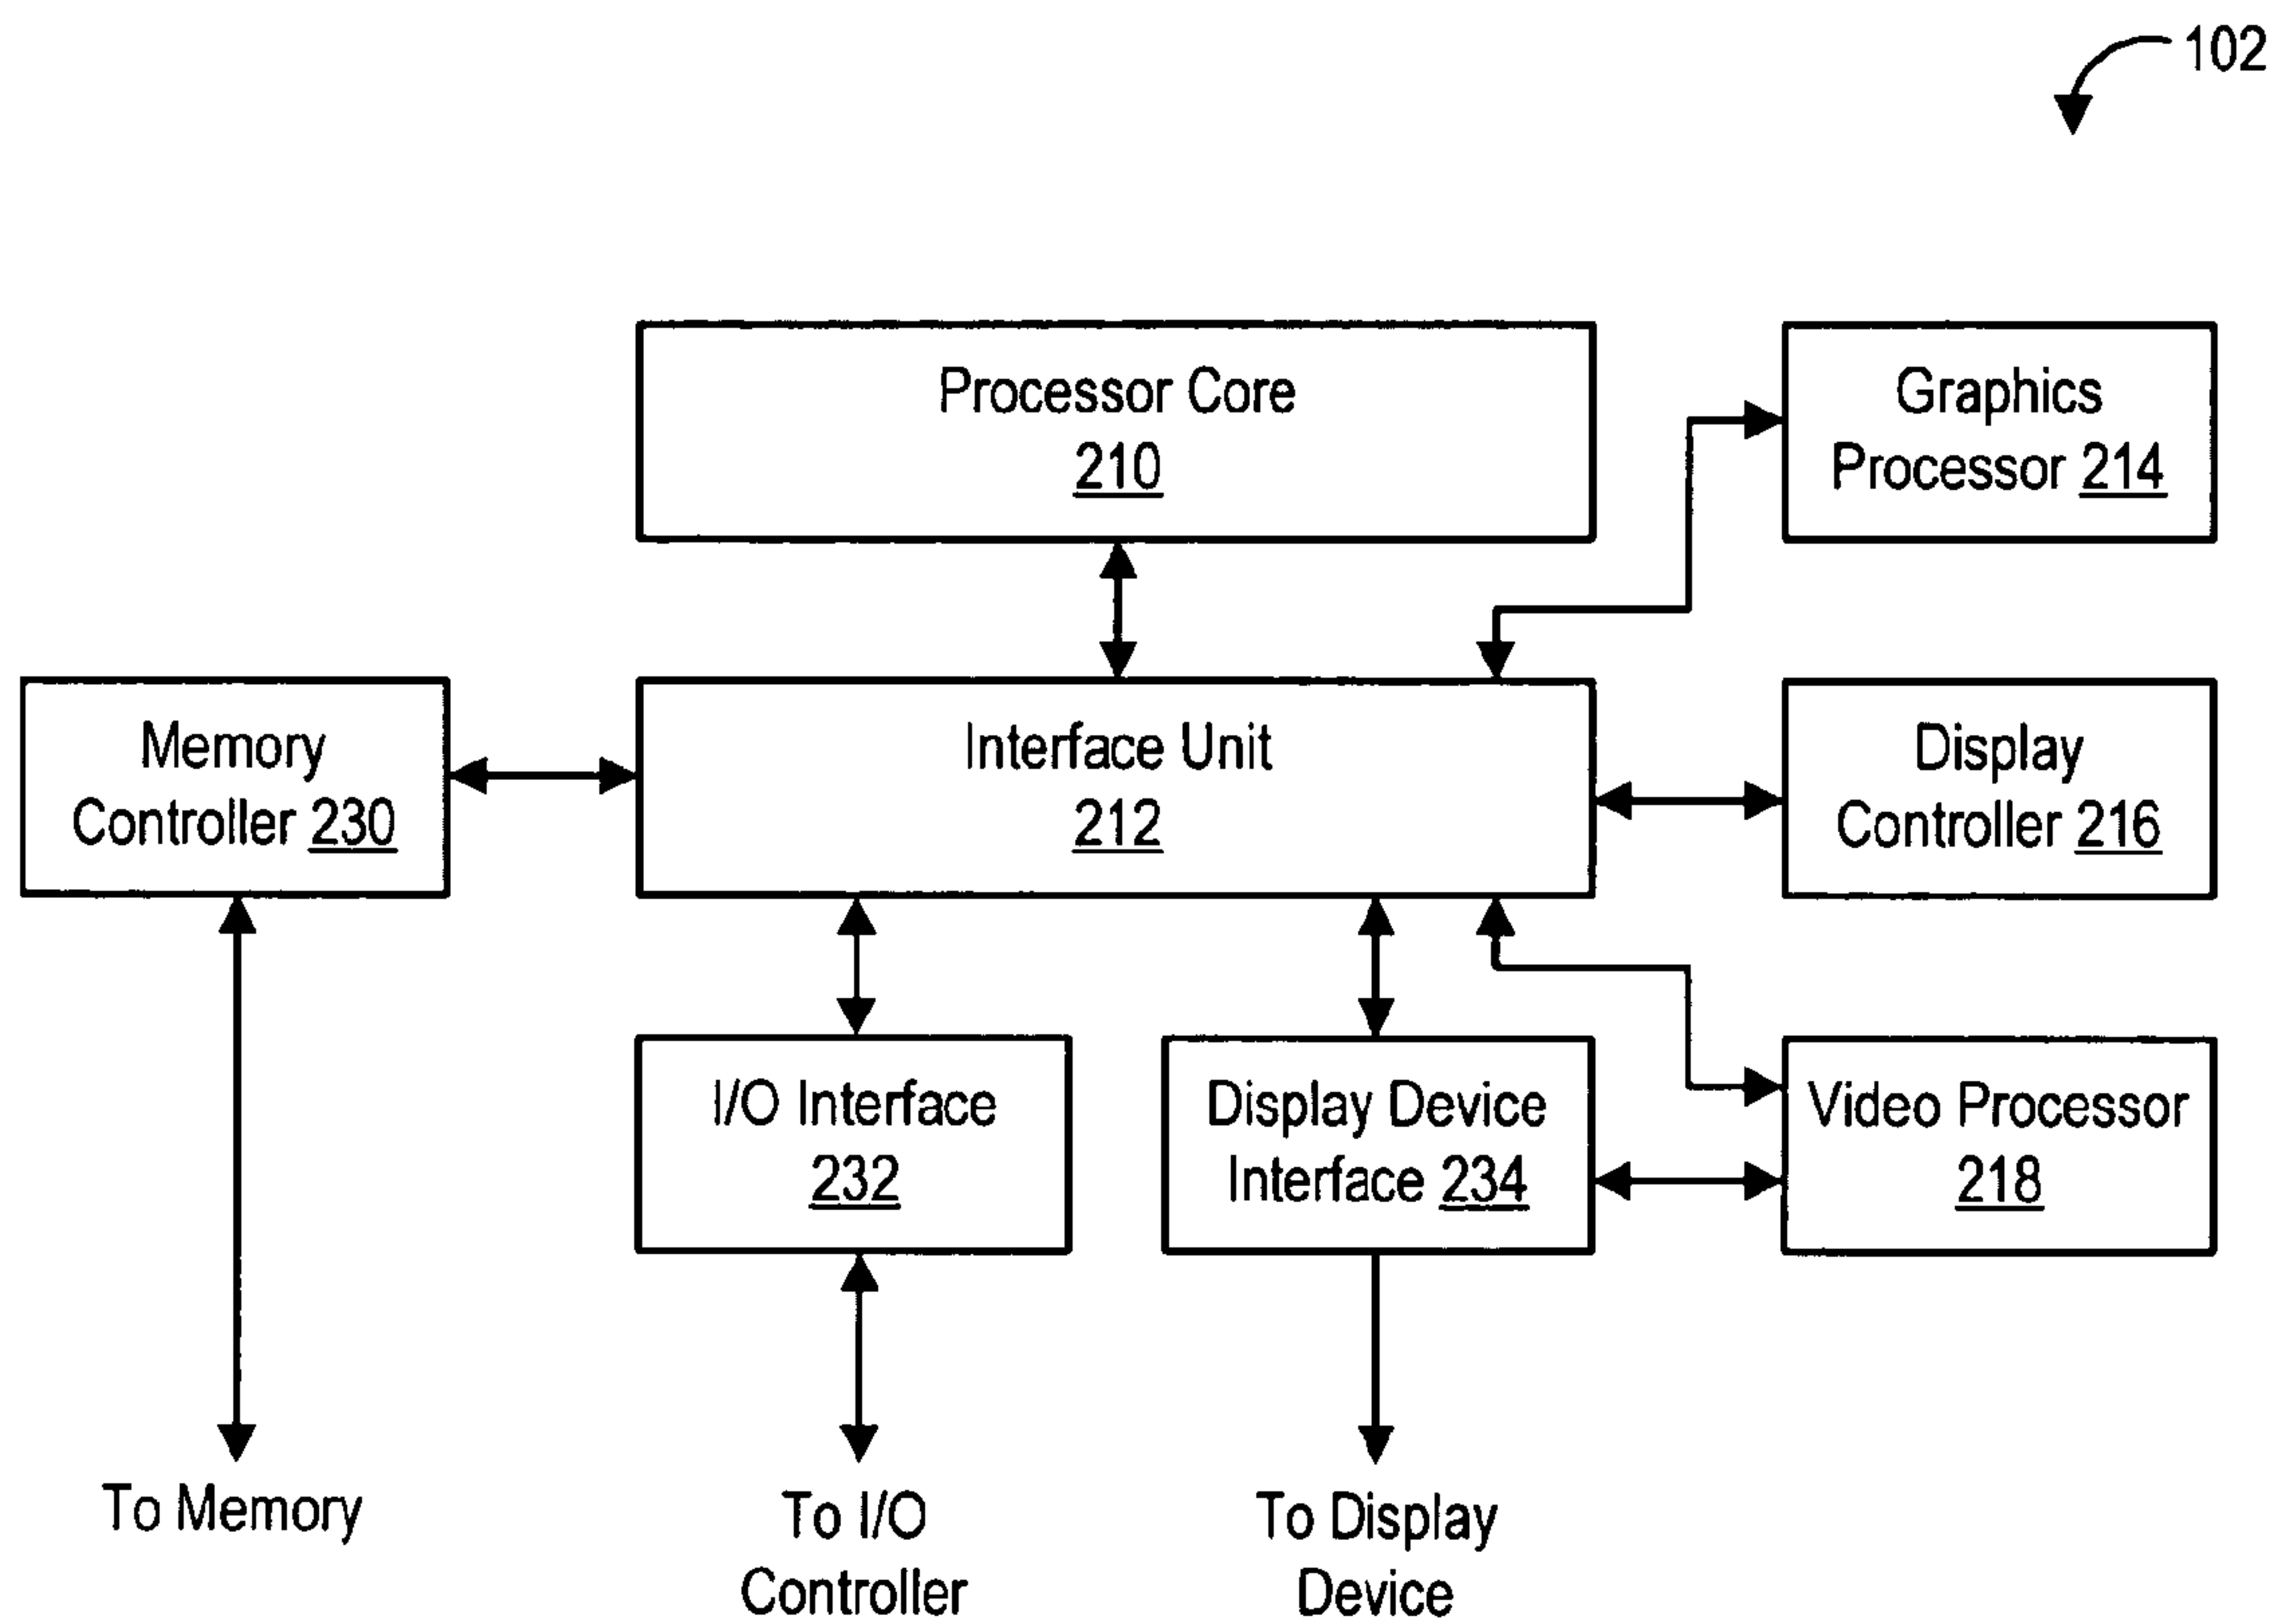 102
Processor Core
210
Graphics
Processor 214
Memory
Controller 230
Interface Unit
212
Display
Controller 216
I/O Interface
232
Display Device
Interface 234
Video Processor
218
To Memory
To I/O
Controller
To Display
Device